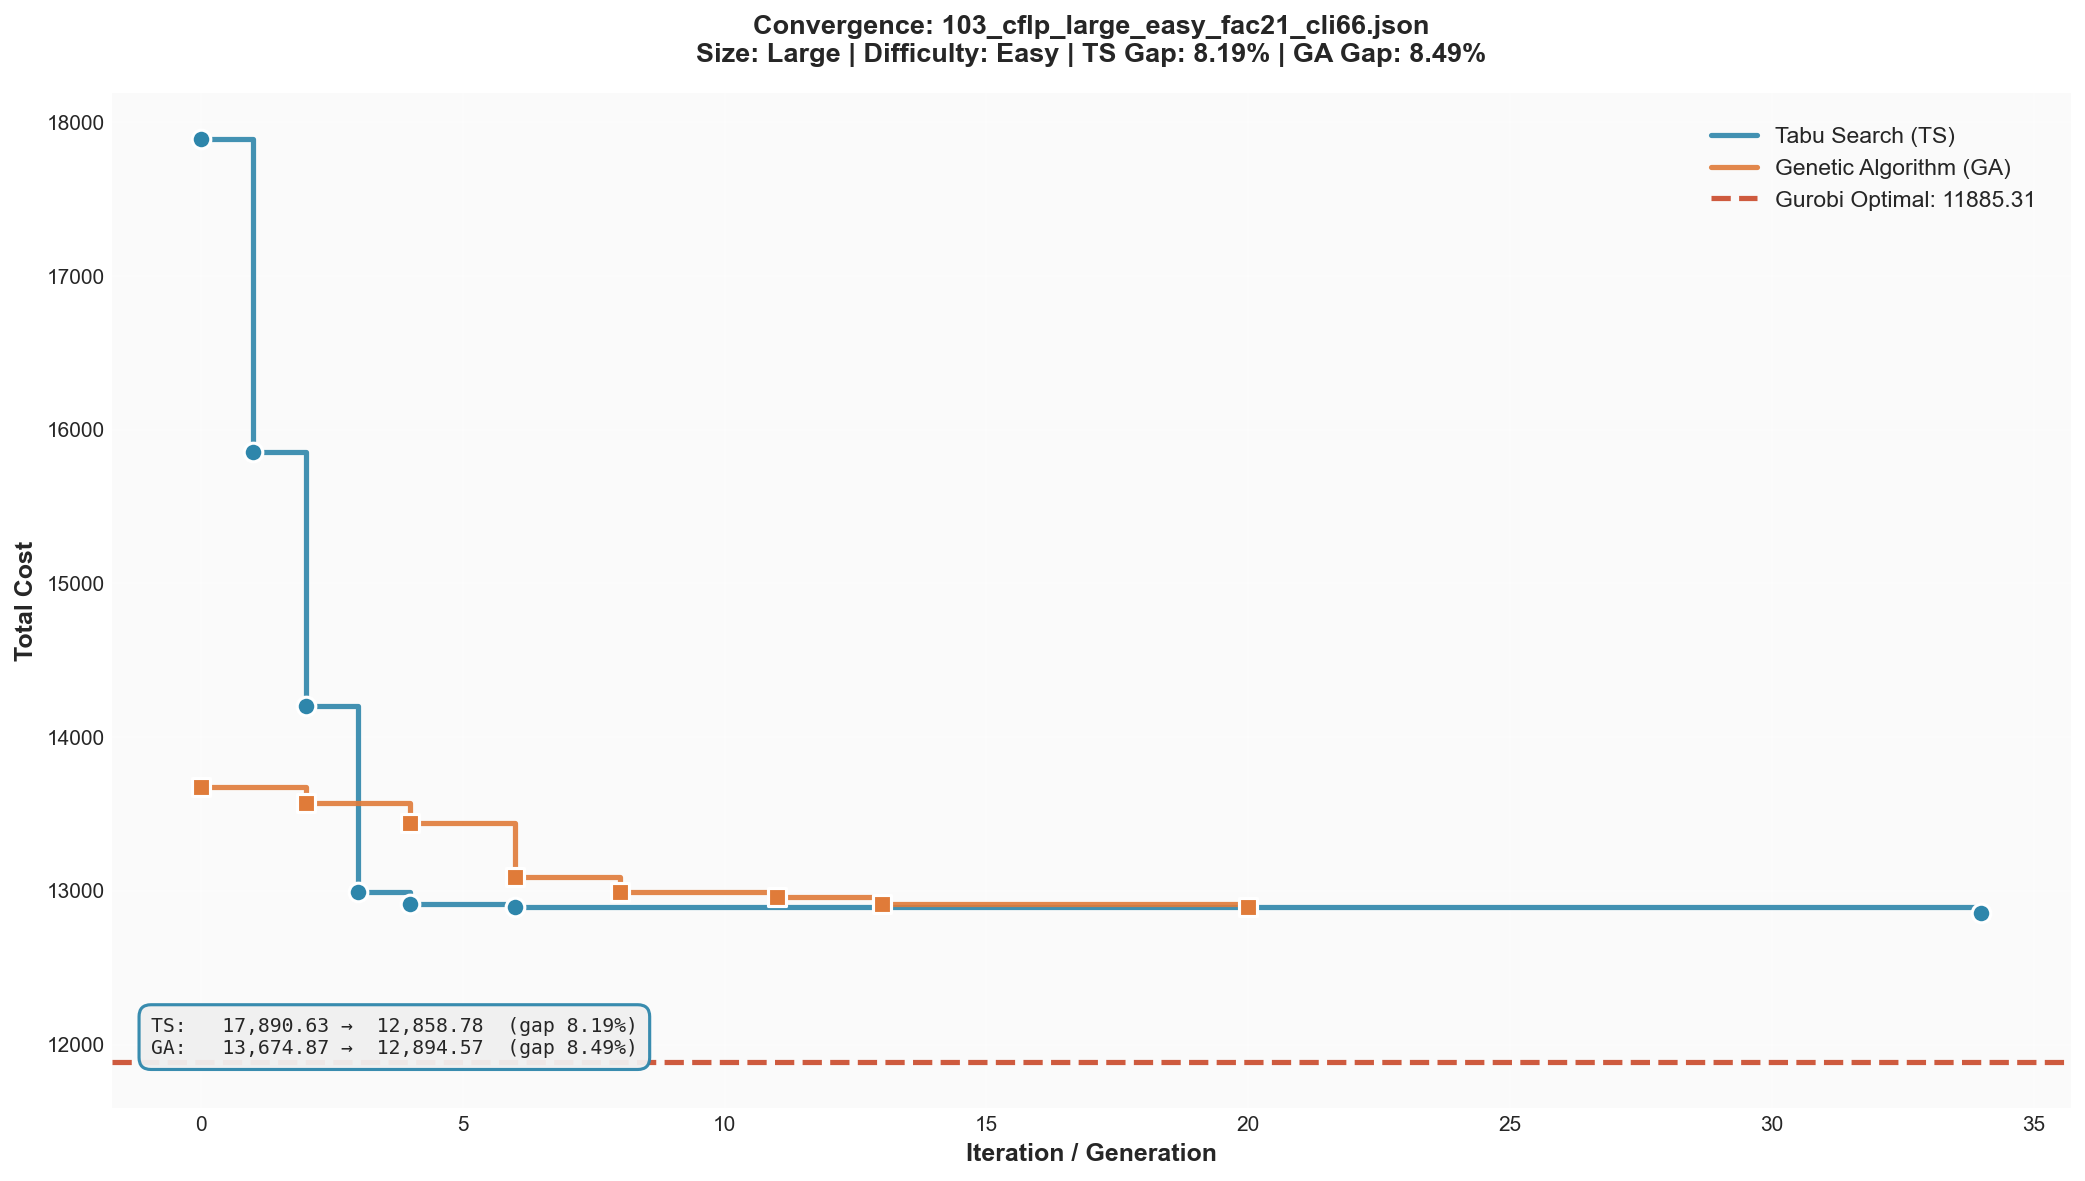 Convergence: 103_cflp_large_easy_fac21_cli66.json
Size: Large | Difficulty: Easy | TS Gap: 8.19% | GA Gap: 8.49%
Tabu Search (TS)
Genetic Algorithm (GA)
Gurobi Optimal: 11885.31
Total Cost
18000
17000
16000
15000
14000
13000
12000
TS:   17,890.63 →  12,858.78  (gap 8.19%)
GA:   13,674.87 →  12,894.57  (gap 8.49%)
0 5 10 15 20 25 30 35
Iteration / Generation